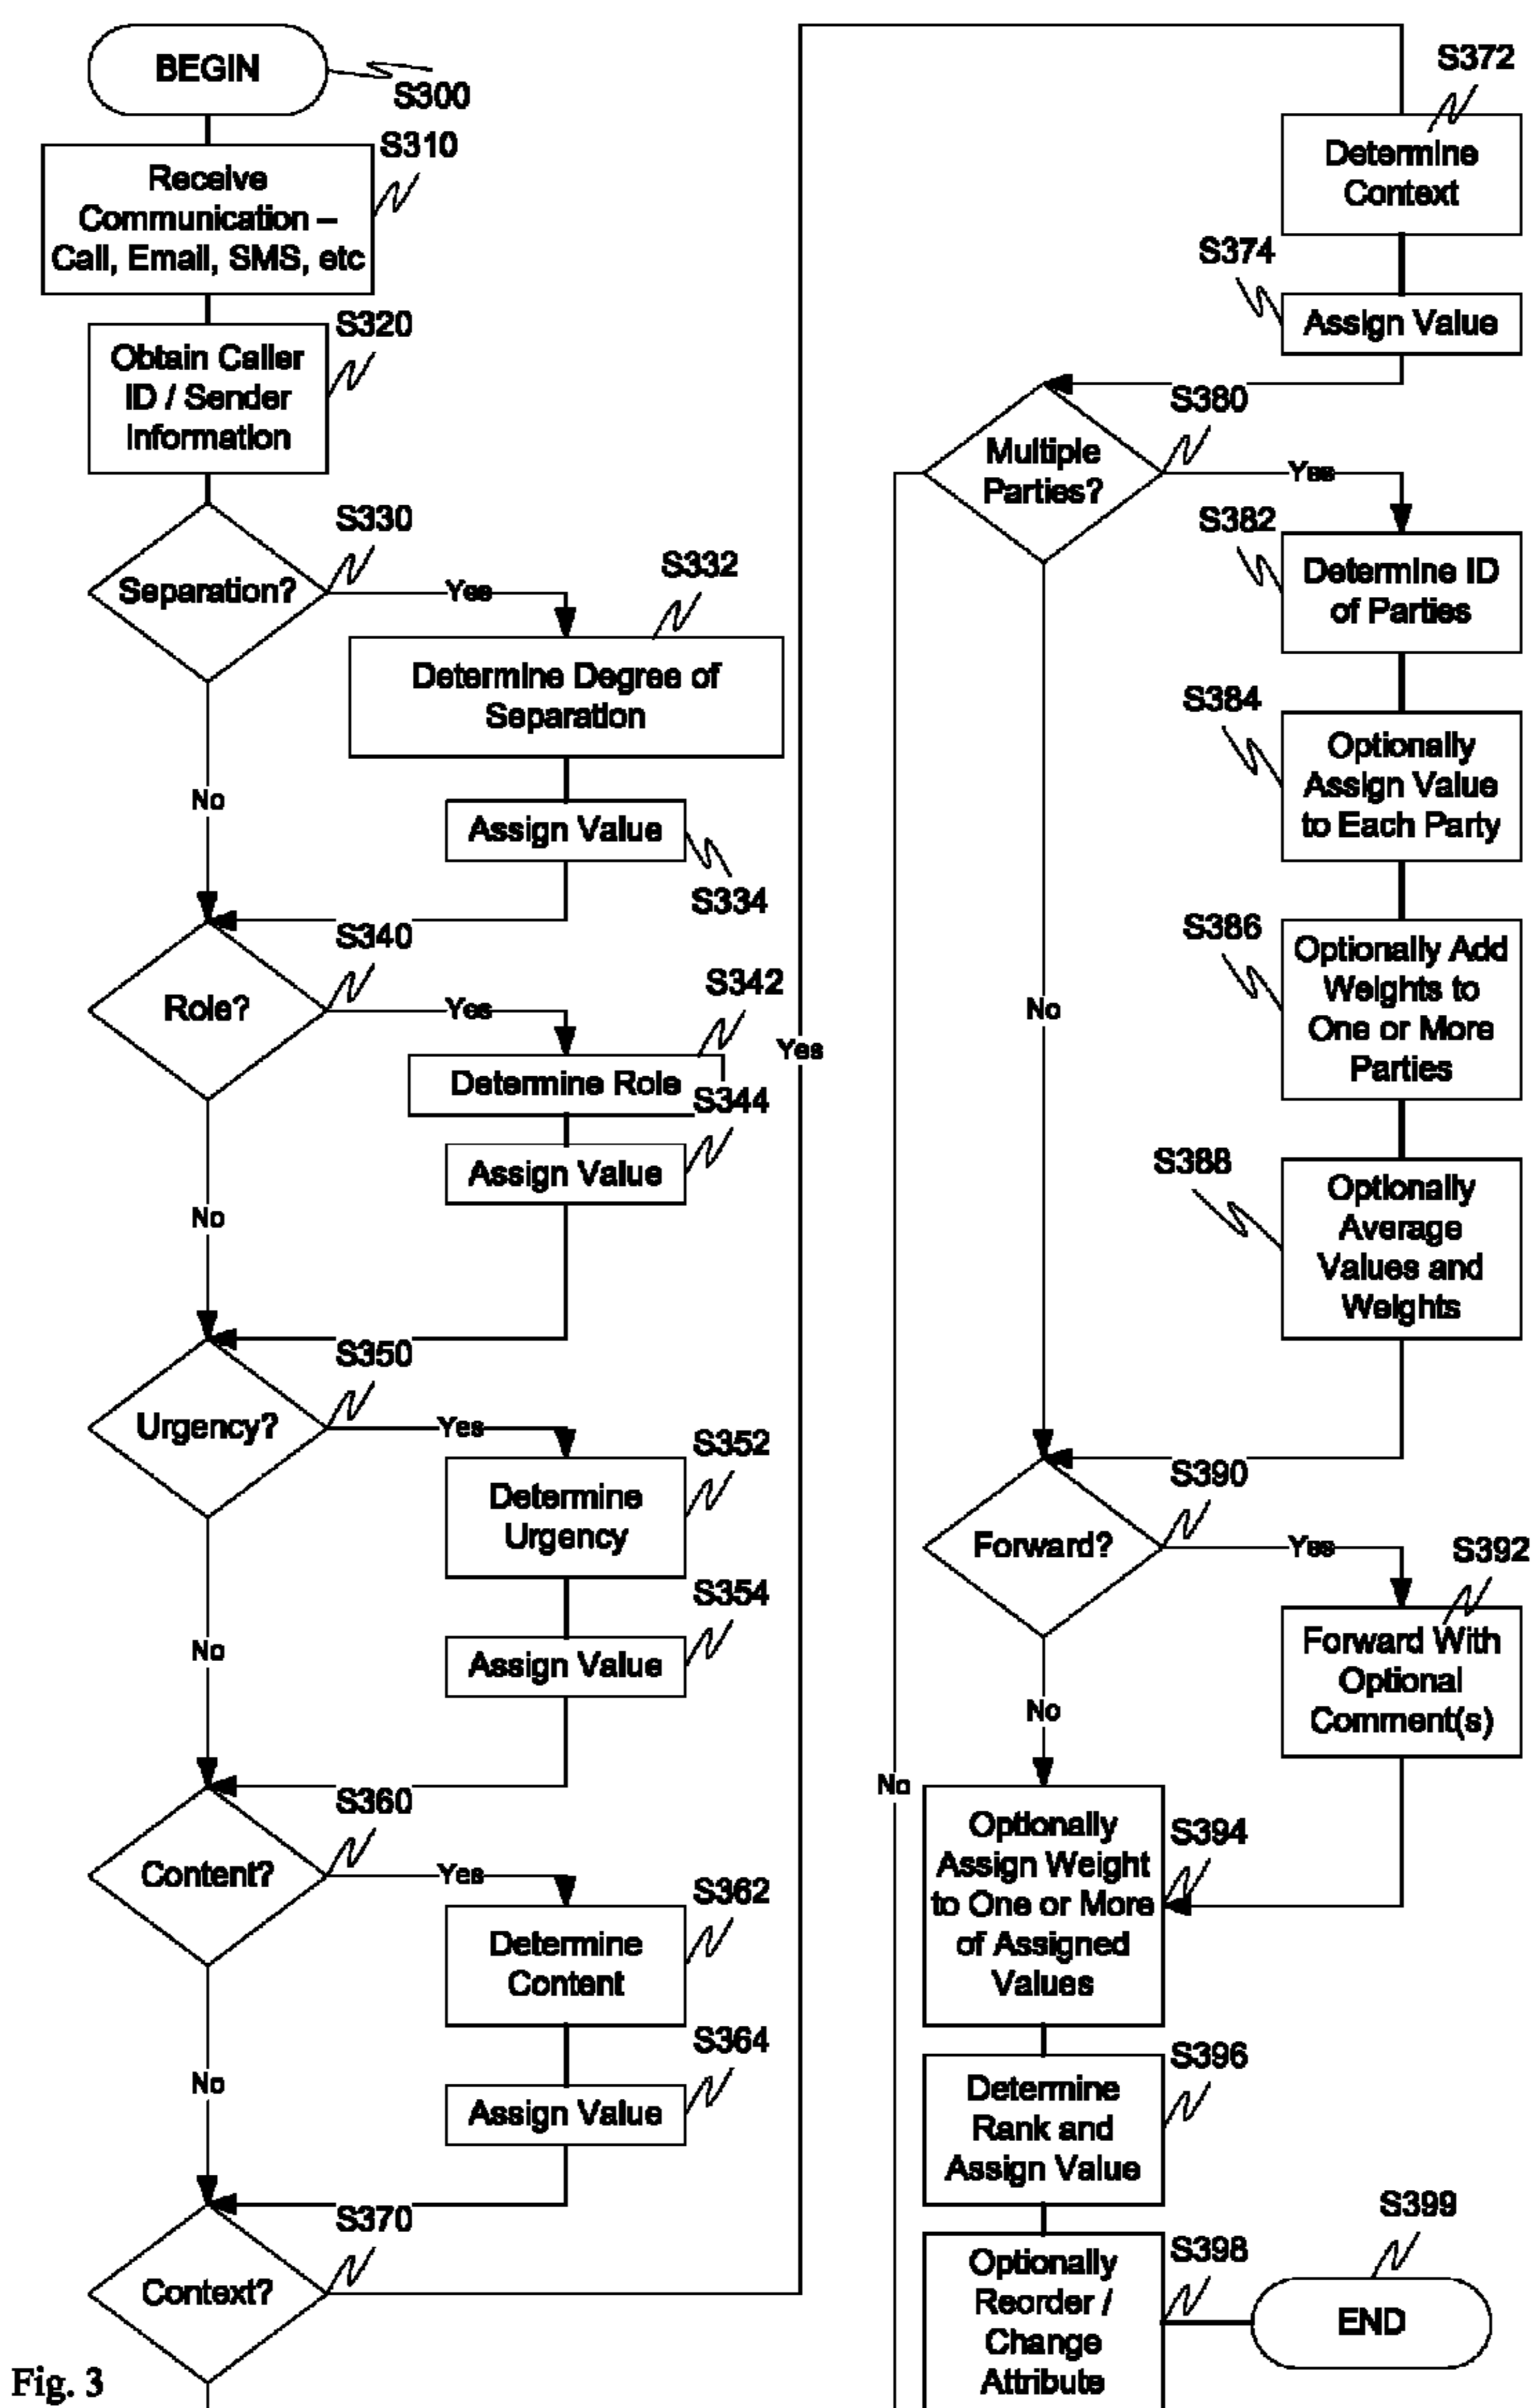 BEGIN
S300
S310
Receive
Communication –
Call, Email, SMS, etc
S320
Obtain Caller
ID / Sender
Information
S330
Separation?
Yes
S332
Determine Degree of
Separation
No
Assign Value
S334
S340
Role?
Yes
S342
Determine Role
S344
Assign Value
No
S350
Urgency?
Yes
S352
Determine
Urgency
S354
No
Assign Value
S360
Content?
Yes
S362
Determine
Content
S364
No
Assign Value
S370
Context?
Yes
Fig. 3
S372
Determine
Context
S374
Assign Value
S380
Multiple
Parties?
Yes
S382
Determine ID
of Parties
S384
Optionally
Assign Value
to Each Party
S386
Optionally Add
Weights to
One or More
Parties
No
S388
Optionally
Average
Values and
Weights
S390
Forward?
Yes
S392
Forward With
Optional
Comment(s)
No
No
S394
Optionally
Assign Weight
to One or More
of Assigned
Values
S396
Determine
Rank and
Assign Value
S398
Optionally
Reorder /
Change
Attribute
S399
END